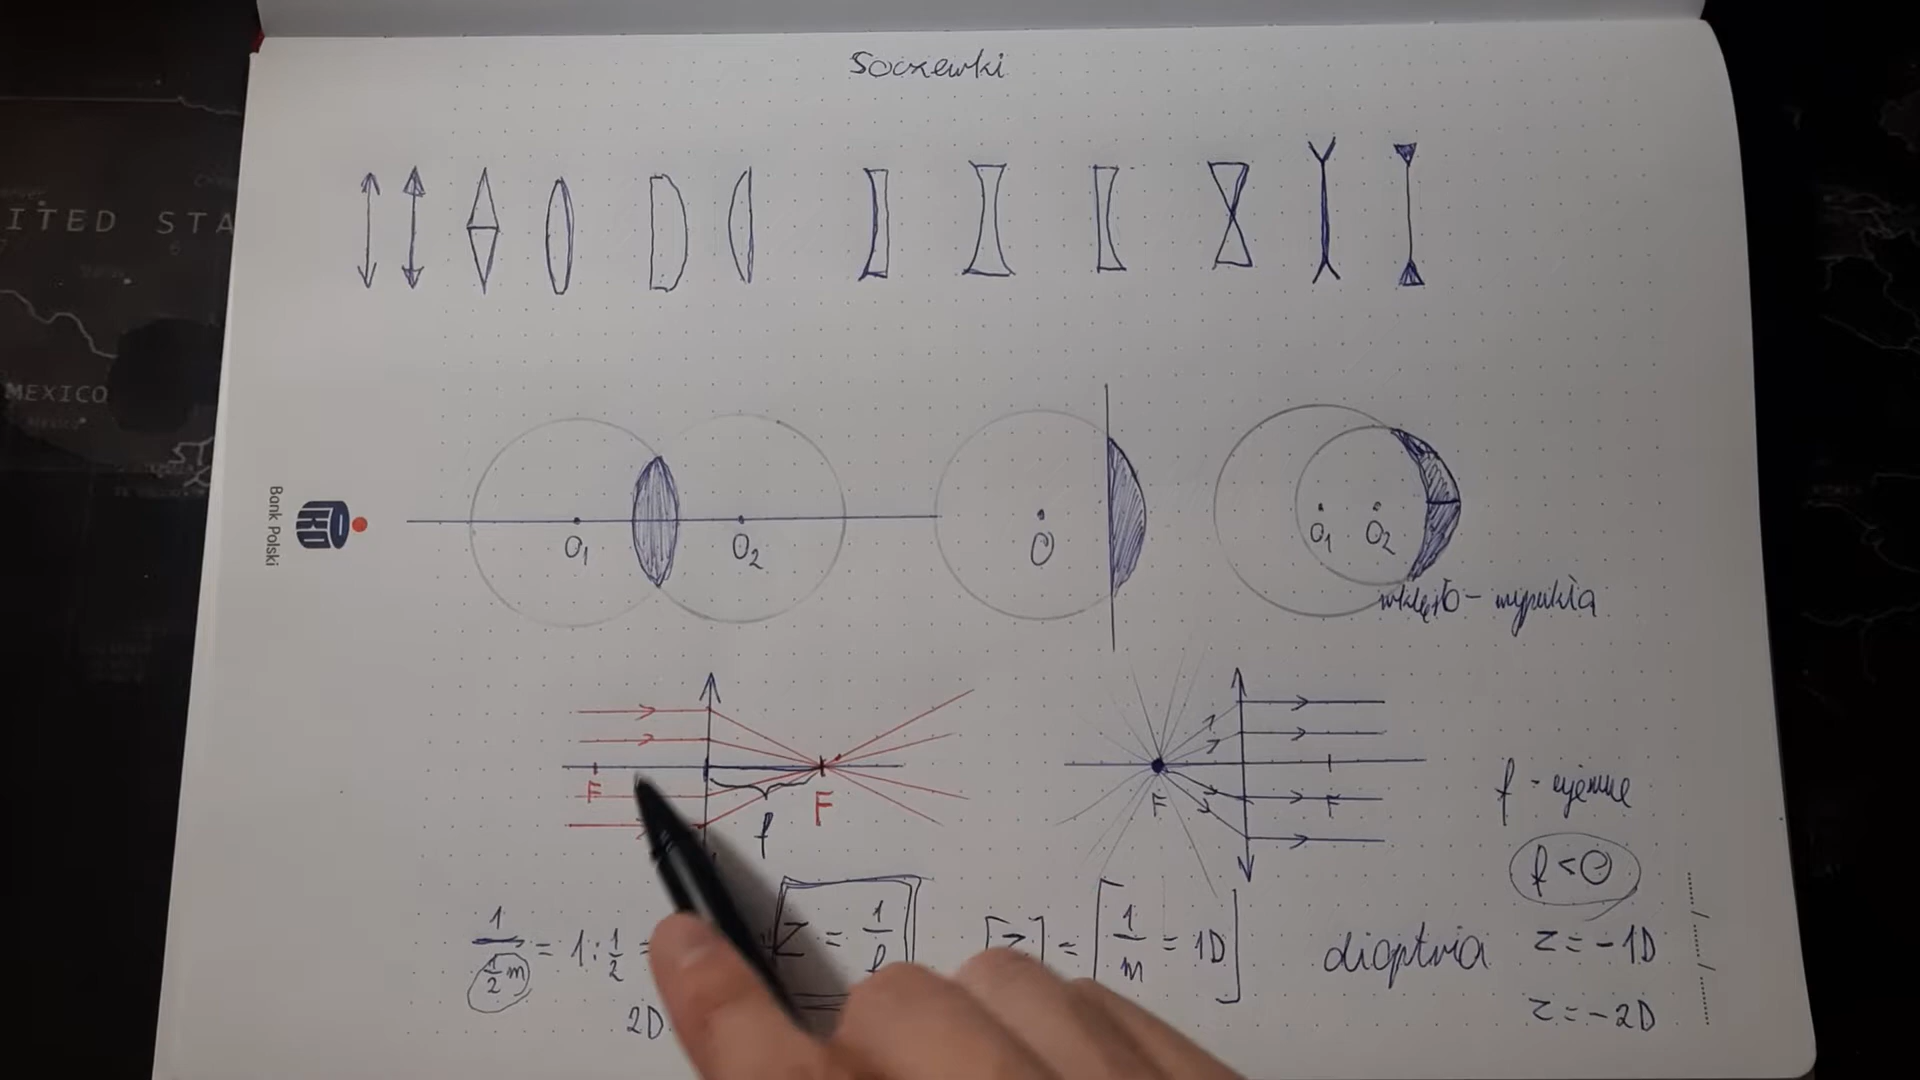 Soczewki
ITED STA
MEXICO
Bank Polski
PKO
O₁ O₂ O O₁ O₂
wklęsło-wypukła
F f F
F F
f - ujemne
f < 0
1/(1/2 m) = 1 : 1/2 =
2D
Z = 1/f
[Z] = [1/m = 1D]
dioptria
Z = -1D
Z = -2D